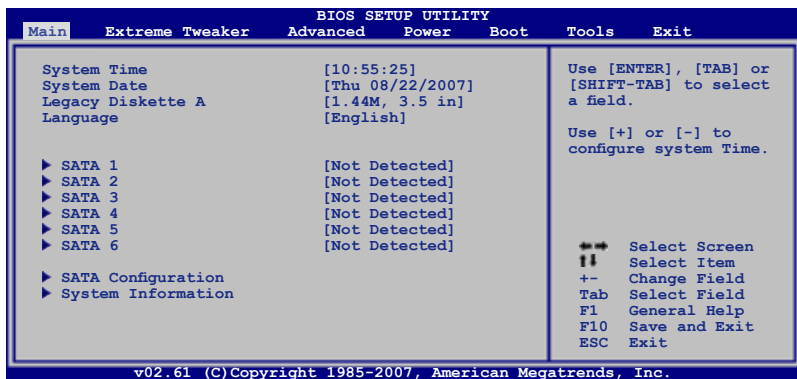 BIOS SETUP UTILITY
Main Extreme Tweaker Advanced Power Boot Tools Exit
System Time [10:55:25]
System Date [Thu 08/22/2007]
Legacy Diskette A [1.44M, 3.5 in]
Language [English]
SATA 1 [Not Detected]
SATA 2 [Not Detected]
SATA 3 [Not Detected]
SATA 4 [Not Detected]
SATA 5 [Not Detected]
SATA 6 [Not Detected]
SATA Configuration
System Information
Use [ENTER], [TAB] or
[SHIFT-TAB] to select
a field.
Use [+] or [-] to
configure system Time.
Select Screen
Select Item
+- Change Field
Tab Select Field
F1 General Help
F10 Save and Exit
ESC Exit
v02.61 (C)Copyright 1985-2007, American Megatrends, Inc.